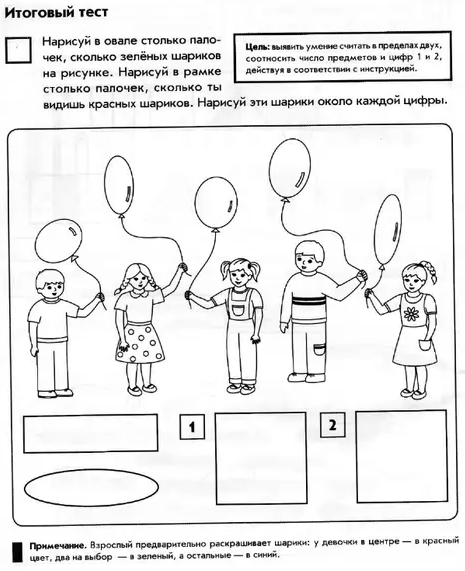 Итоговый тест
Нарисуй в овале столько пало-
чек, сколько зелёных шариков
на рисунке. Нарисуй в рамке
столько палочек, сколько ты
видишь красных шариков. Нарисуй эти шарики около каждой цифры.
Цель: выявить умение считать в пределах двух,
соотносить число предметов и цифр 1 и 2,
действуя в соответствии с инструкцией.
1
2
Примечание. Взрослый предварительно раскрашивает шарики: у девочки в центре — в красный
цвет, два на выбор — в зеленый, а остальные — в синий.